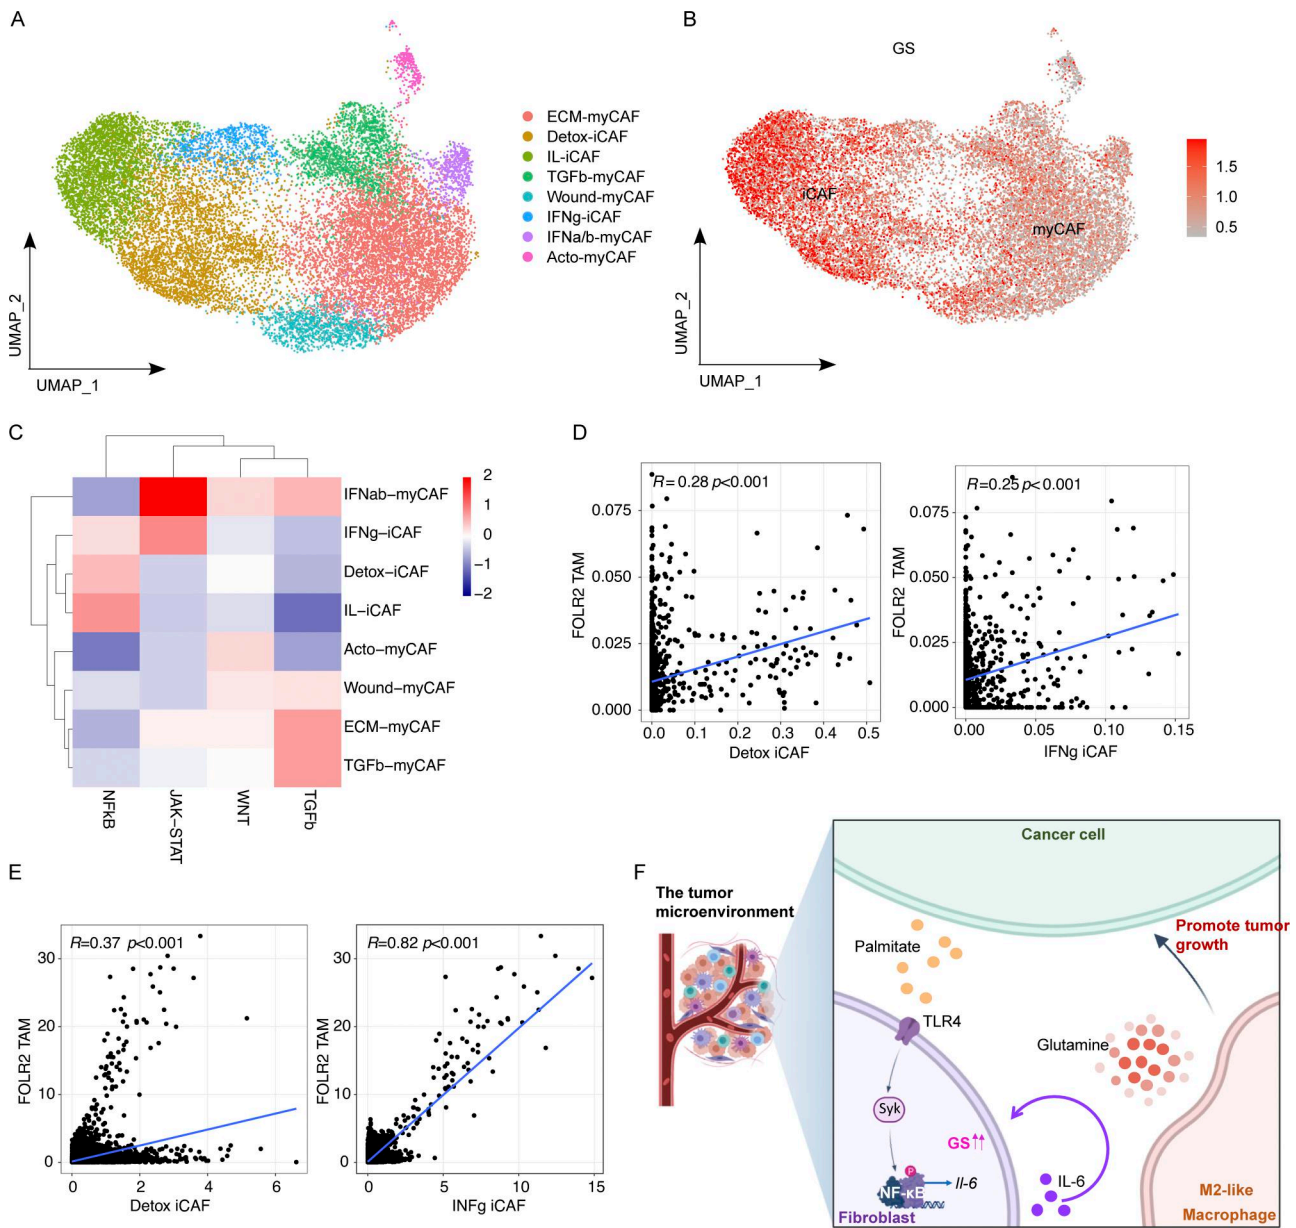 A
ECM-myCAF
Detox-iCAF
IL-iCAF
TGFb-myCAF
Wound-myCAF
IFNg-iCAF
IFNa/b-myCAF
Acto-myCAF
UMAP_2
UMAP_1
B
GS
iCAF
myCAF
1.5
1.0
0.5
UMAP_2
UMAP_1
C
2
1
0
−1
−2
IFNab−myCAF
IFNg−iCAF
Detox−iCAF
IL−iCAF
Acto−myCAF
Wound−myCAF
ECM−myCAF
TGFb−myCAF
NFkB
JAK−STAT
WNT
TGFb
D
R=0.28 p<0.001
FOLR2 TAM
0.075
0.050
0.025
0.000
0.0 0.1 0.2 0.3 0.4 0.5
Detox iCAF
R=0.25 p<0.001
FOLR2 TAM
0.075
0.050
0.025
0.000
0.00 0.05 0.10 0.15
IFNg iCAF
E
R=0.37 p<0.001
FOLR2 TAM
30
20
10
0
0 2 4 6
Detox iCAF
R=0.82 p<0.001
FOLR2 TAM
30
20
10
0
0 5 10 15
INFg iCAF
F
The tumor
microenvironment
Cancer cell
Palmitate
Promote tumor
growth
TLR4
Glutamine
Syk
GS
P
NF-κB
Il-6
IL-6
Fibroblast
M2-like
Macrophage